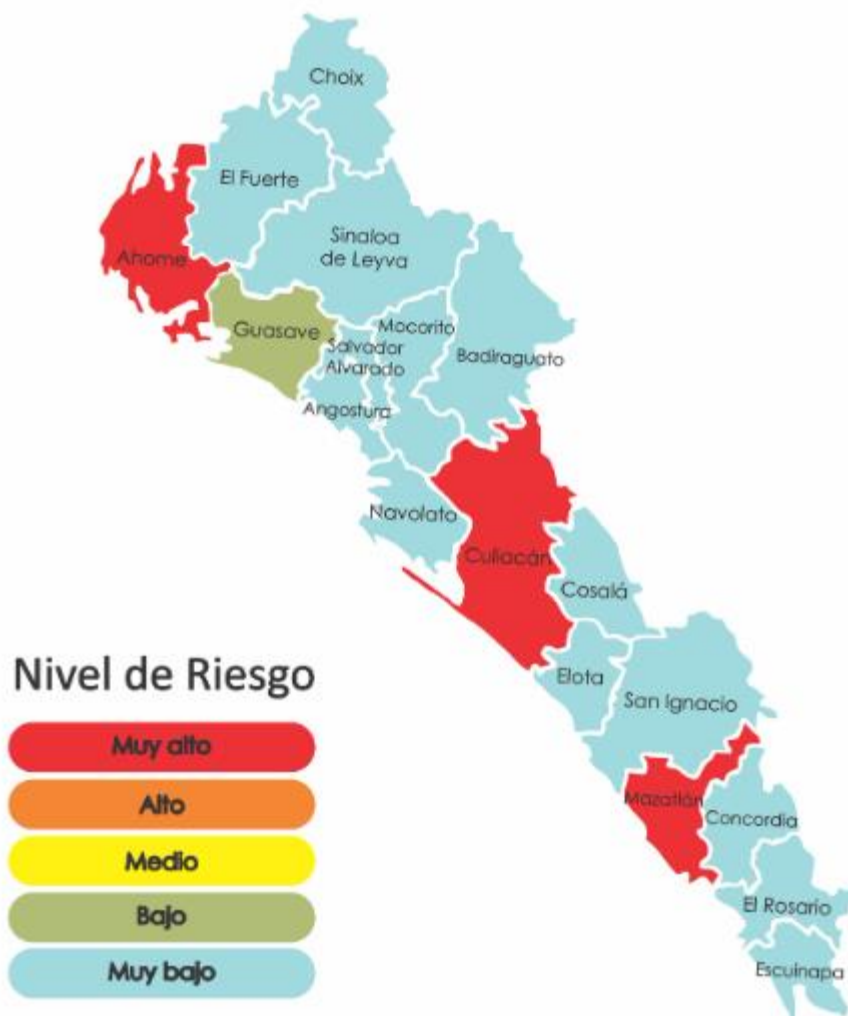 Choix
El Fuerte
Sinaloa
de Leyva
Ahome
Guasave
Mocorito
Salvador
Alvarado
Badiraguato
Angostura
Navolato
Culiacán
Cosalá
Elota
San Ignacio
Mazatlán
Concordia
El Rosario
Escuinapa
Nivel de Riesgo
Muy alto
Alto
Medio
Bajo
Muy bajo